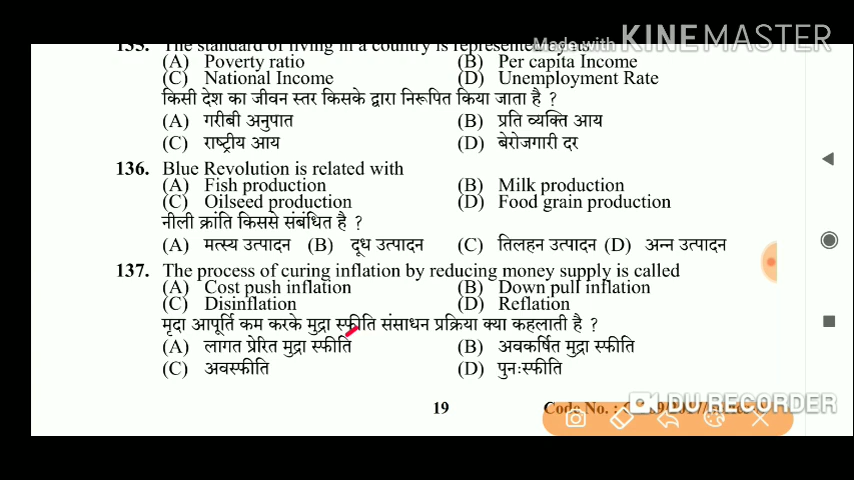 Made with KINEMASTER
135. The standard of living in a country is represented by its
(A) Poverty ratio (B) Per capita Income
(C) National Income (D) Unemployment Rate
किसी देश का जीवन स्तर किसके द्वारा निरूपित किया जाता है ?
(A) गरीबी अनुपात (B) प्रति व्यक्ति आय
(C) राष्ट्रीय आय (D) बेरोजगारी दर
136. Blue Revolution is related with
(A) Fish production (B) Milk production
(C) Oilseed production (D) Food grain production
नीली क्रांति किससे संबंधित है ?
(A) मत्स्य उत्पादन (B) दूध उत्पादन (C) तिलहन उत्पादन (D) अन्न उत्पादन
137. The process of curing inflation by reducing money supply is called
(A) Cost push inflation (B) Down pull inflation
(C) Disinflation (D) Reflation
मृदा आपूर्ति कम करके मुद्रा स्फीति संसाधन प्रक्रिया क्या कहलाती है ?
(A) लागत प्रेरित मुद्रा स्फीति (B) अवकर्षित मुद्रा स्फीति
(C) अवस्फीति (D) पुनःस्फीति
19 Code No. :
DU RECORDER